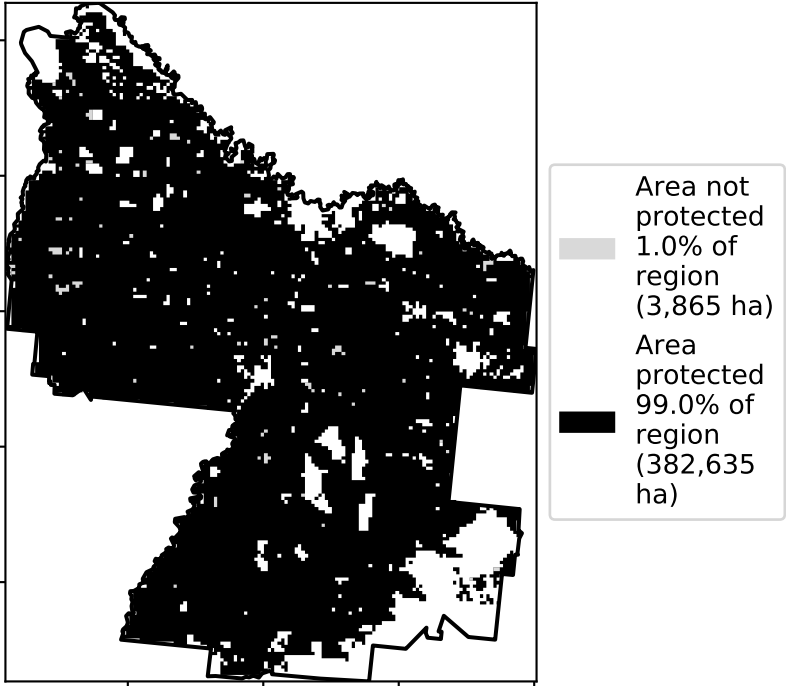 Area not
protected
1.0% of
region
(3,865 ha)
Area
protected
99.0% of
region
(382,635
ha)